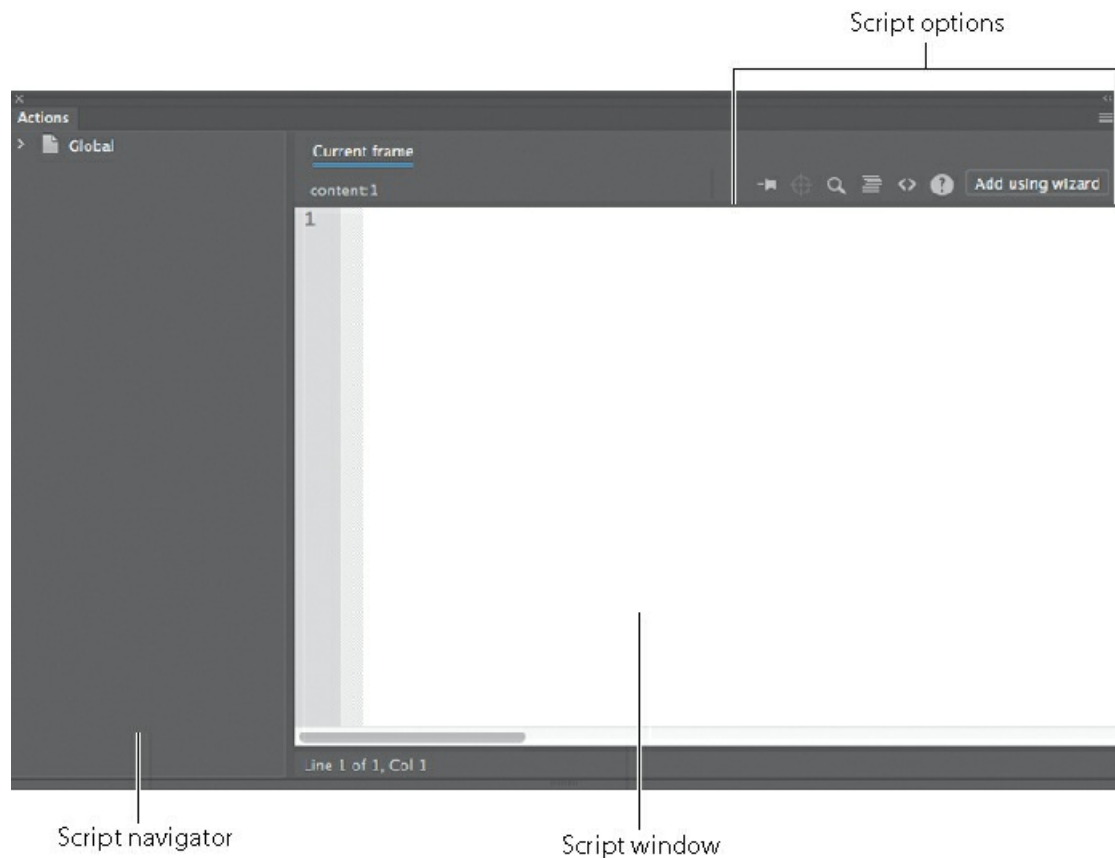 Script options
Actions
Global
Current frame
content:1
Add using wizard
1
Line 1 of 1, Col 1
Script navigator
Script window